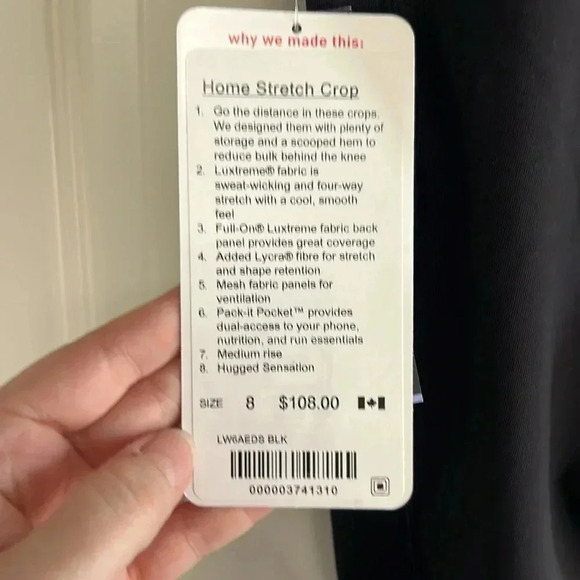 why we made this:
Home Stretch Crop
1. Go the distance in these crops.
We designed them with plenty of
storage and a scooped hem to
reduce bulk behind the knee
2. Luxtreme® fabric is
sweat-wicking and four-way
stretch with a cool, smooth
feel
3. Full-On® Luxtreme fabric back
panel provides great coverage
4. Added Lycra® fibre for stretch
and shape retention
5. Mesh fabric panels for
ventilation
6. Pack-it Pocket™ provides
dual-access to your phone,
nutrition, and run essentials
7. Medium rise
8. Hugged Sensation
SIZE 8 $108.00
LW6AEDS BLK
000003741310